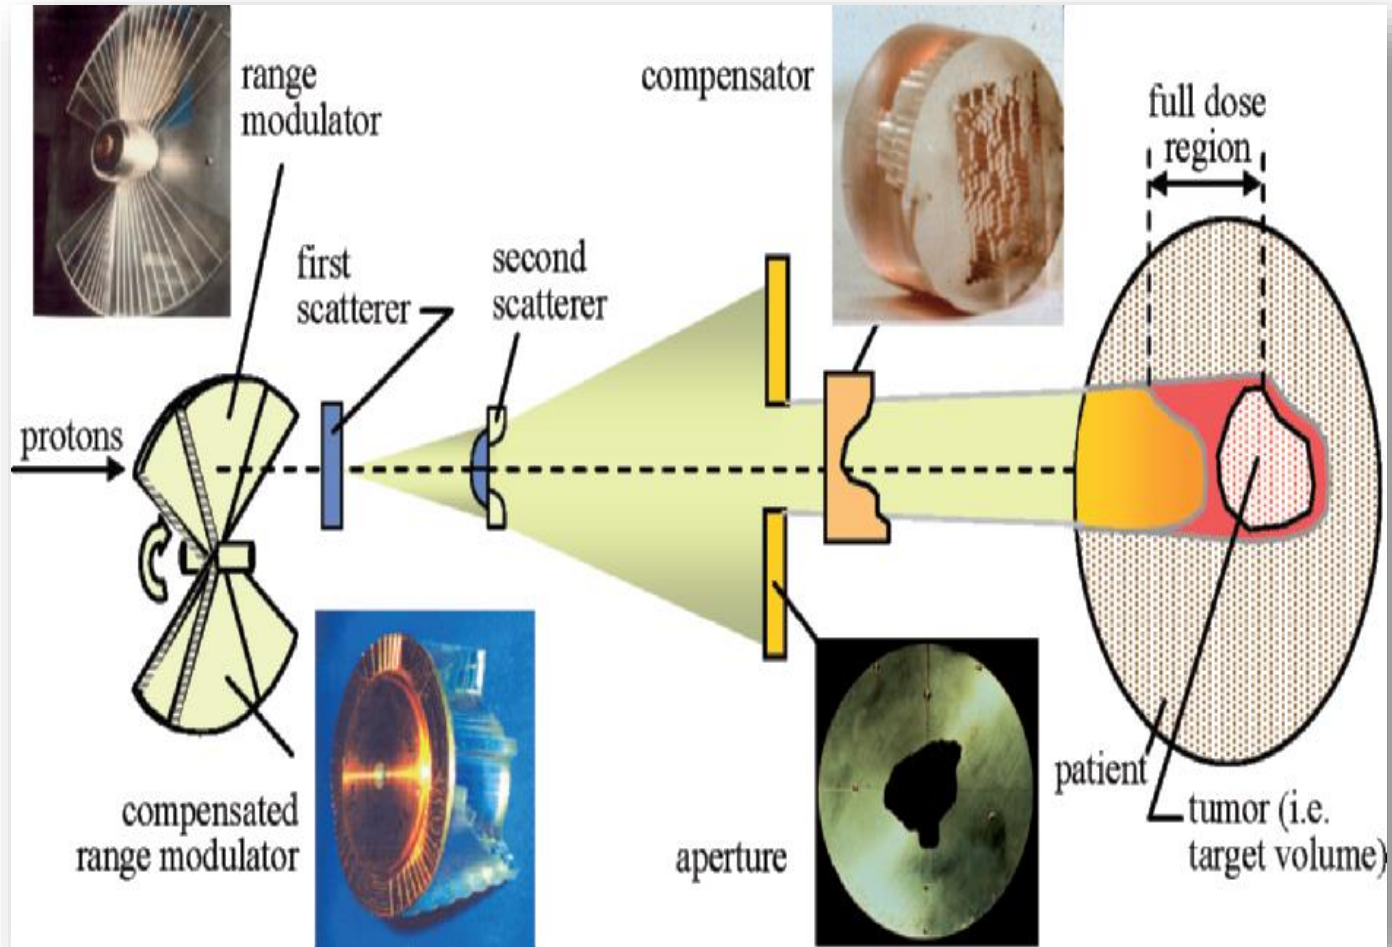 range
modulator
compensator
full dose
region
first
scatterer
second
scatterer
protons
compensated
range modulator
aperture
patient
tumor (i.e.
target volume)